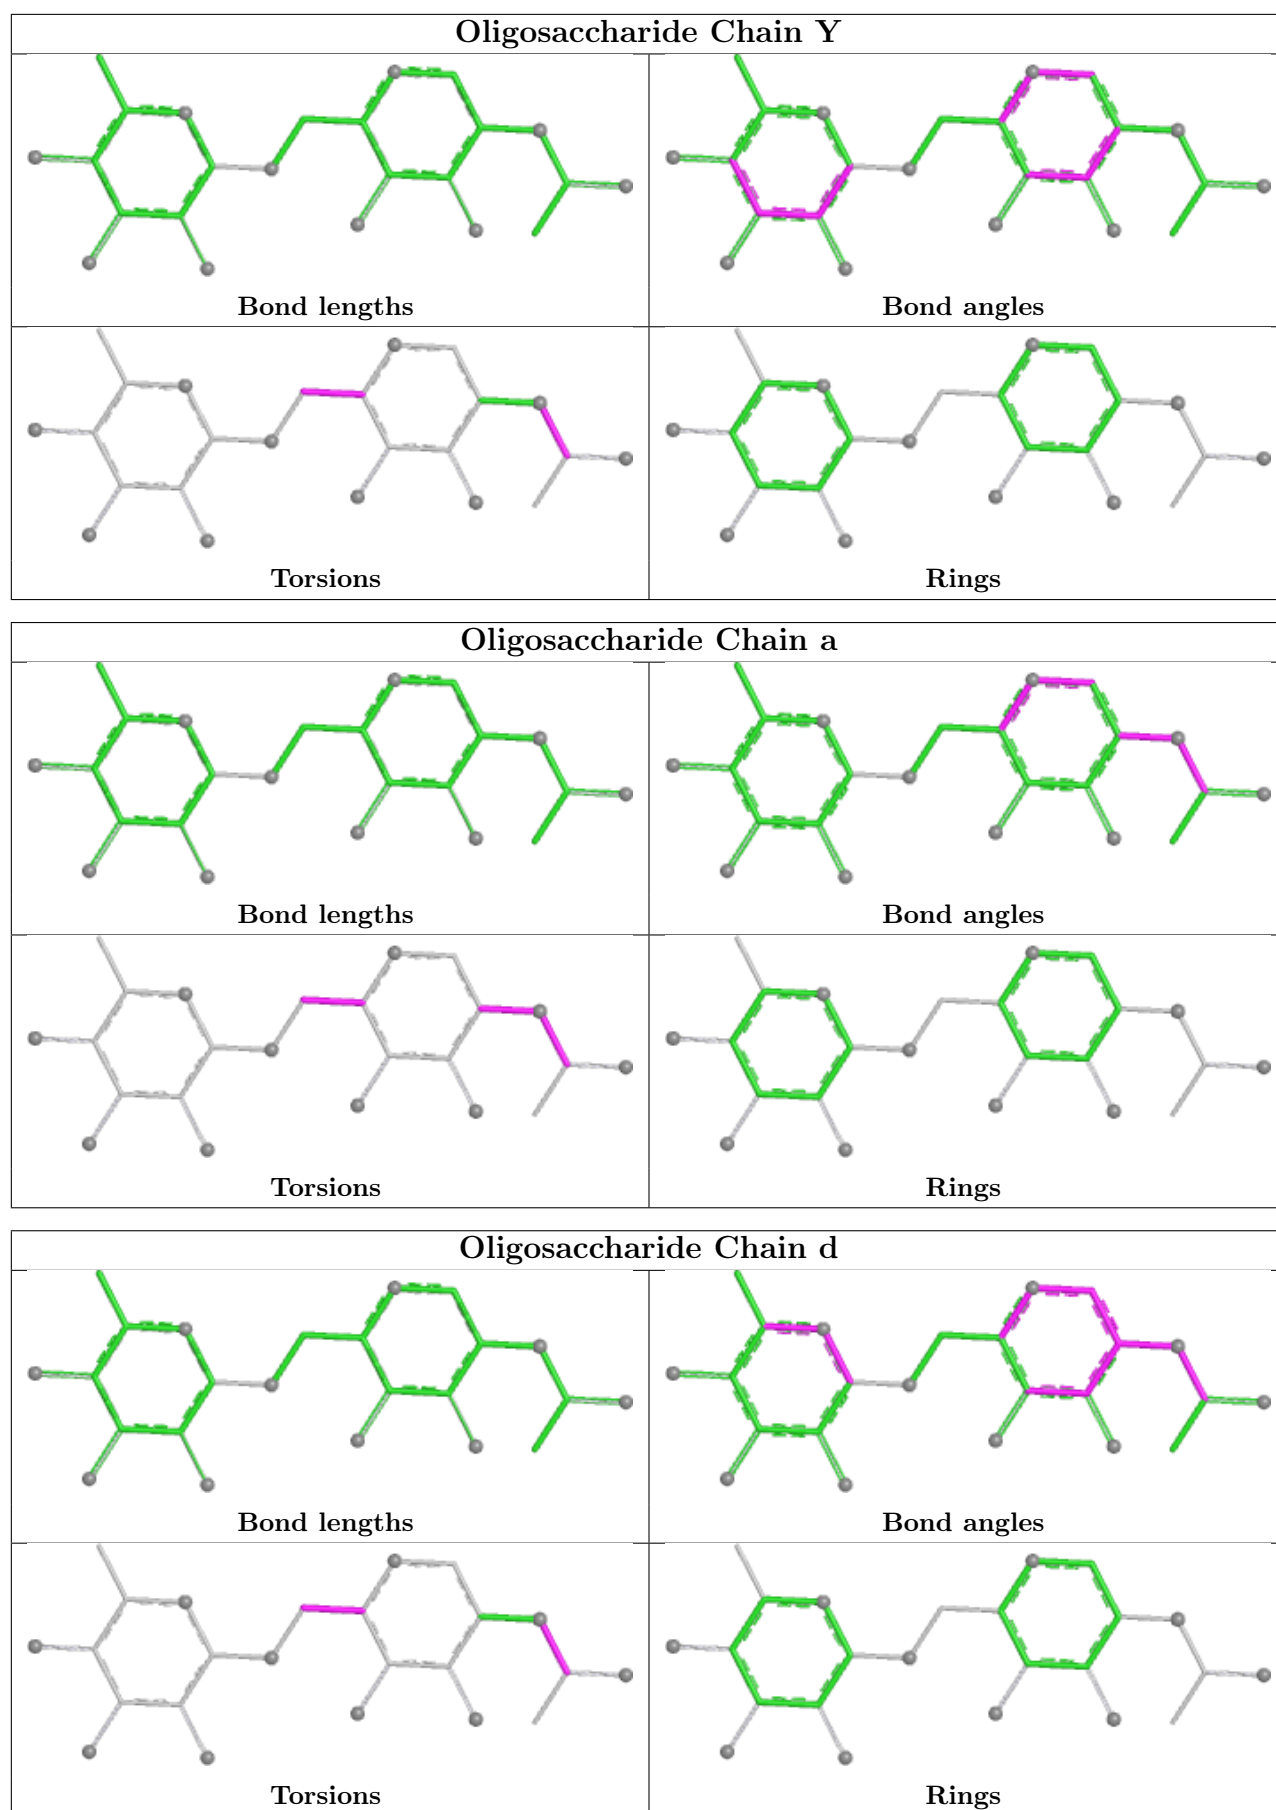 Oligosaccharide Chain Y
Bond lengths
Bond angles
Torsions
Rings
Oligosaccharide Chain a
Bond lengths
Bond angles
Torsions
Rings
Oligosaccharide Chain d
Bond lengths
Bond angles
Torsions
Rings